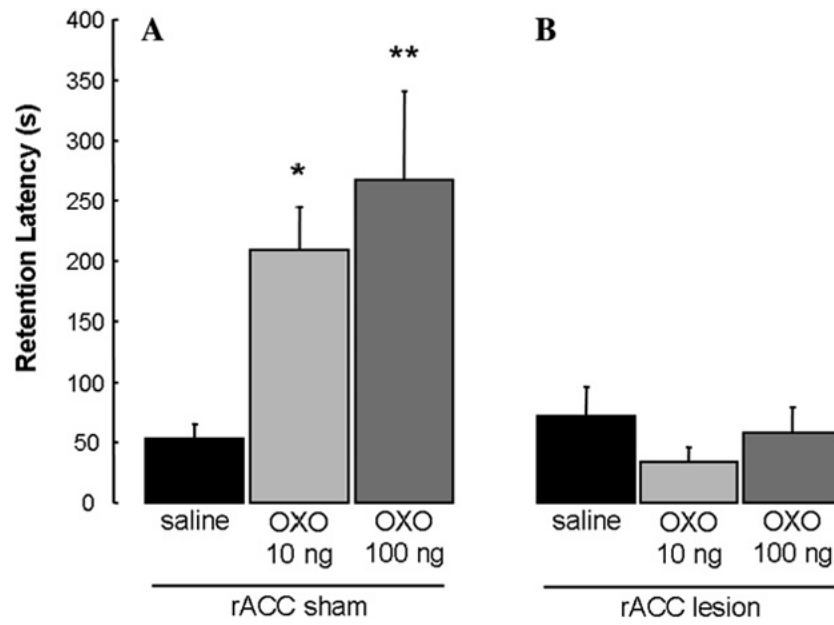 A
B
**
*
Retention Latency (s)
400
350
300
250
200
150
100
50
0
saline
OXO
10 ng
OXO
100 ng
saline
OXO
10 ng
OXO
100 ng
rACC sham
rACC lesion